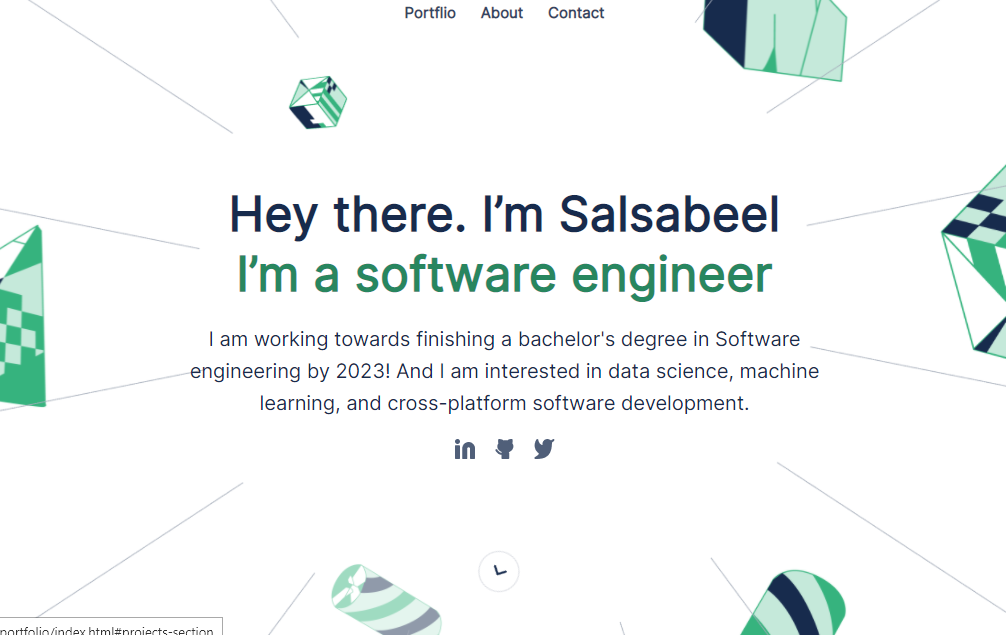 Portflio About Contact
Hey there. I’m Salsabeel
I’m a software engineer
I am working towards finishing a bachelor's degree in Software
engineering by 2023! And I am interested in data science, machine
learning, and cross-platform software development.
in
portfolio/index.html#projects-section